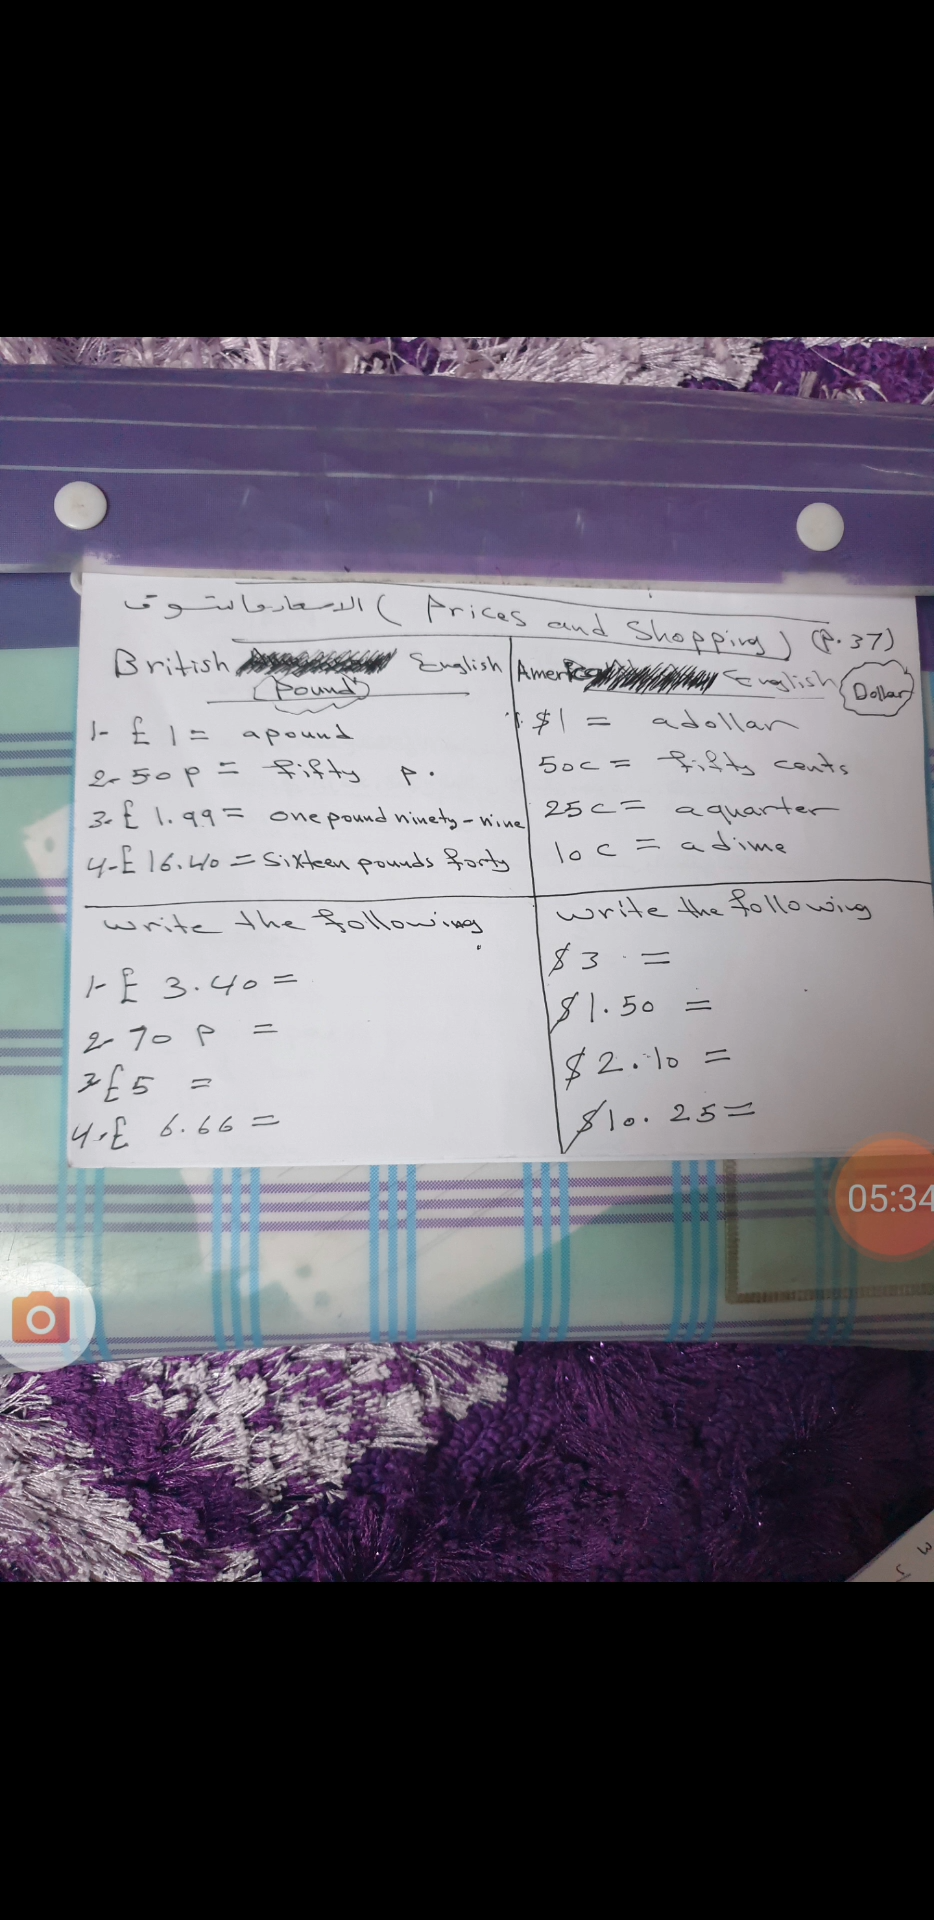 الاسعار والتسوق ( Prices and Shopping ) (P. 37)
British English
(Pound)
1- £ 1 = a pound
2- 50 P = fifty p.
3- £ 1.99 = one pound ninety-nine
4- £ 16.40 = Sixteen pounds forty
American English
Dollar
$1 = a dollar
50c = fifty cents
25c = a quarter
10 c = a dime
write the following
1- £ 3.40 =
2- 70 P =
3 £5 =
4- £ 6.66 =
write the following
$3 =
$1.50 =
$2.10 =
$10.25 =
05:34